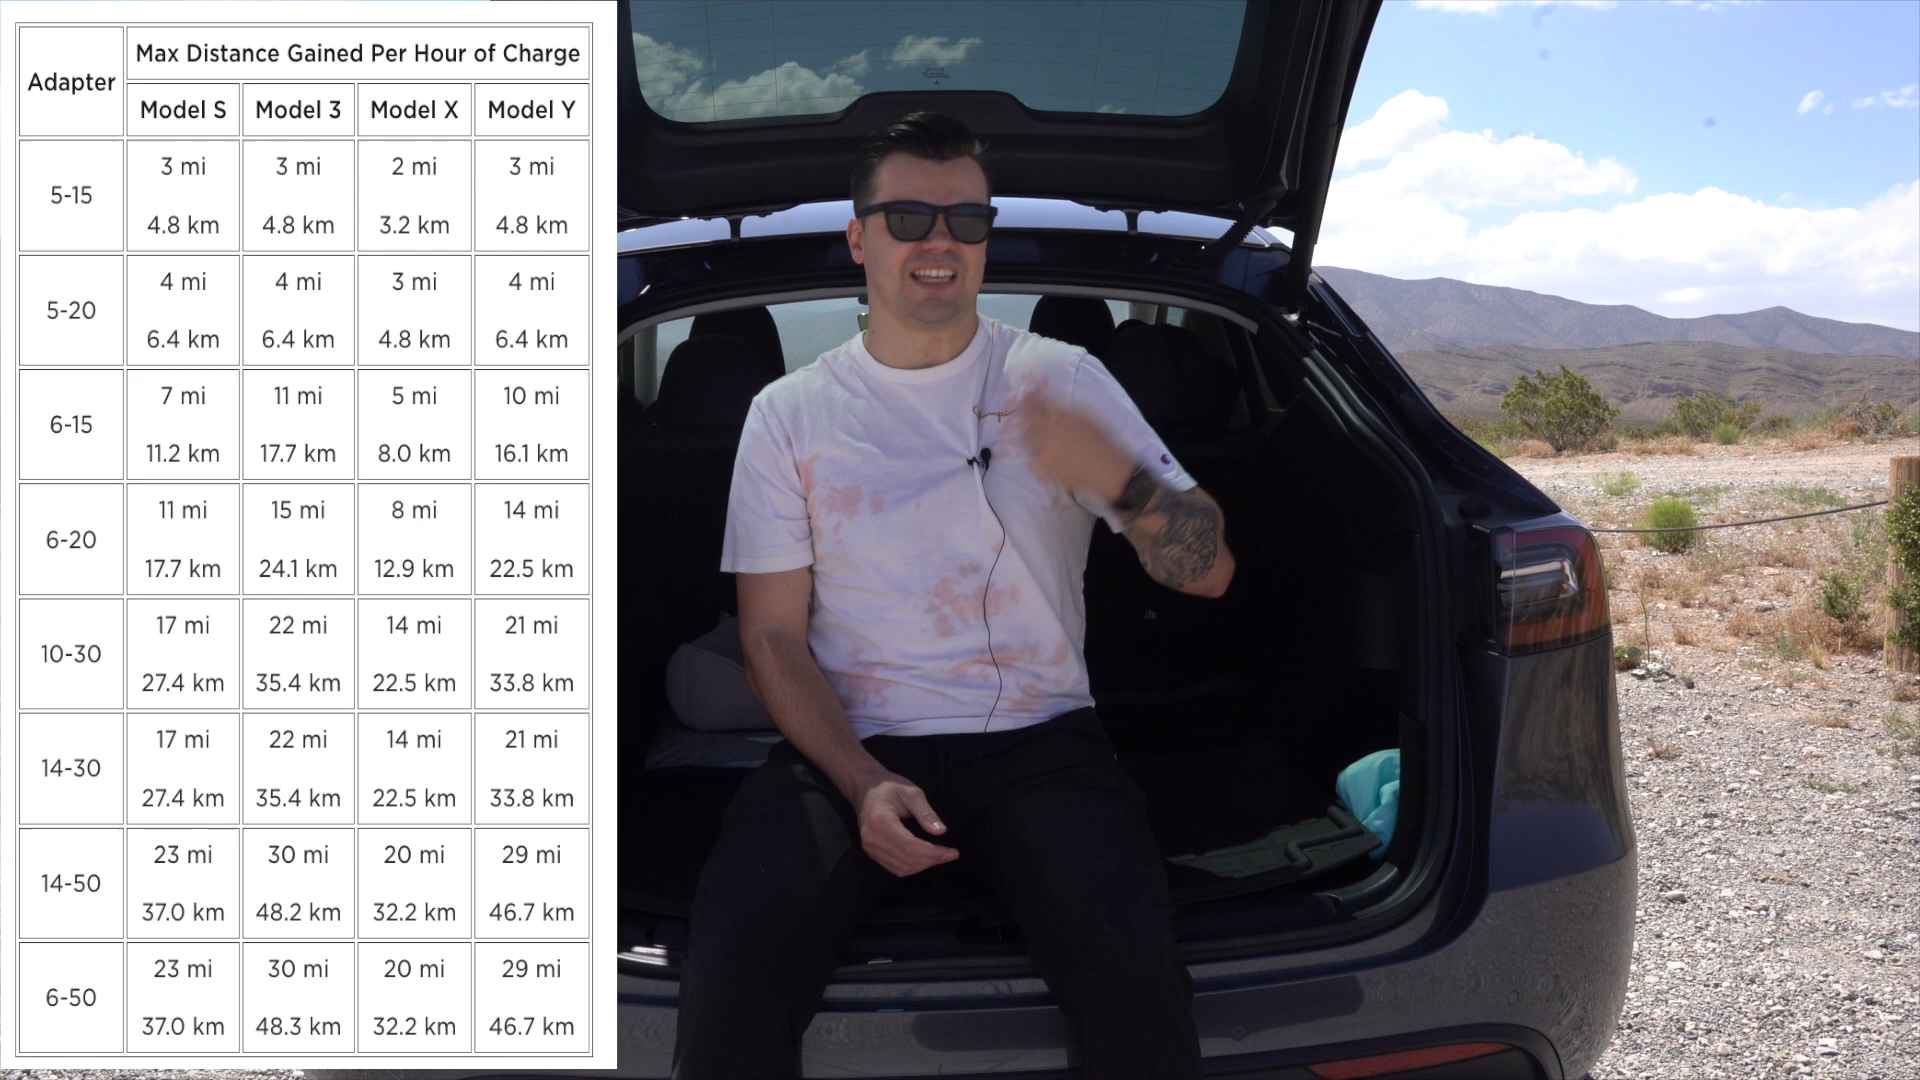 Adapter
Max Distance Gained Per Hour of Charge
Model S Model 3 Model X Model Y
5-15
3 mi 3 mi 2 mi 3 mi
4.8 km 4.8 km 3.2 km 4.8 km
5-20
4 mi 4 mi 3 mi 4 mi
6.4 km 6.4 km 4.8 km 6.4 km
6-15
7 mi 11 mi 5 mi 10 mi
11.2 km 17.7 km 8.0 km 16.1 km
6-20
11 mi 15 mi 8 mi 14 mi
17.7 km 24.1 km 12.9 km 22.5 km
10-30
17 mi 22 mi 14 mi 21 mi
27.4 km 35.4 km 22.5 km 33.8 km
14-30
17 mi 22 mi 14 mi 21 mi
27.4 km 35.4 km 22.5 km 33.8 km
14-50
23 mi 30 mi 20 mi 29 mi
37.0 km 48.2 km 32.2 km 46.7 km
6-50
23 mi 30 mi 20 mi 29 mi
37.0 km 48.3 km 32.2 km 46.7 km